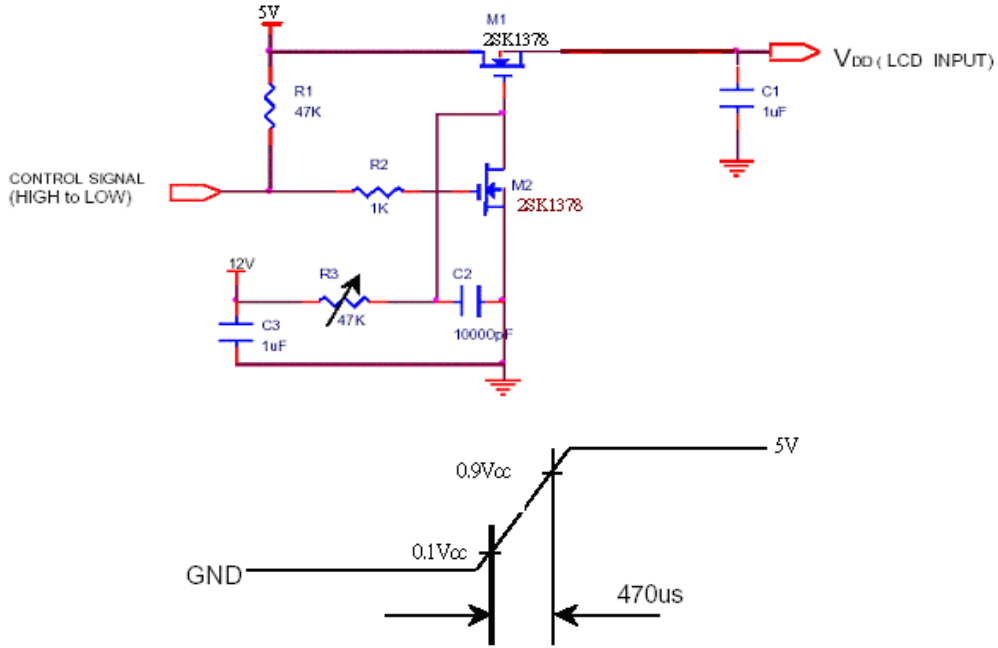 5V
M1
2SK1378
VDD ( LCD INPUT)
R1
47K
C1
1uF
R2
1K
M2
2SK1378
CONTROL SIGNAL
(HIGH to LOW)
12V
R3
47K
C2
10000pF
C3
1uF
5V
0.9Vcc
0.1Vcc
GND
470us